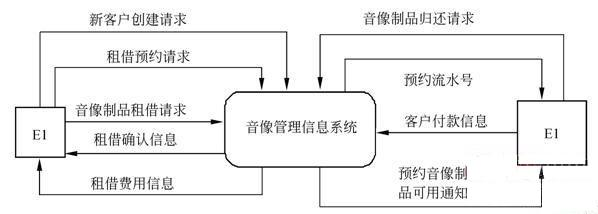 新客户创建请求
音像制品归还请求
租借预约请求
预约流水号
音像制品租借请求
E1
音像管理信息系统
客户付款信息
E1
租借确认信息
租借费用信息
预约音像制
品可用通知